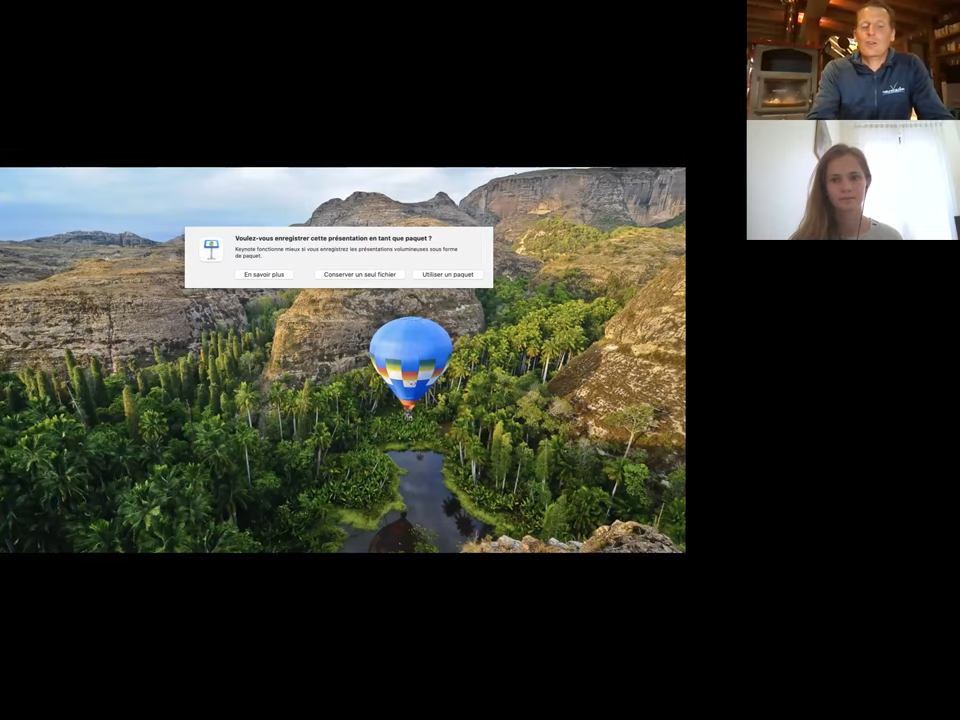 Voulez-vous enregistrer cette présentation en tant que paquet ?
Keynote fonctionne mieux si vous enregistrez les présentations volumineuses sous forme
de paquet.
En savoir plus
Conserver un seul fichier
Utiliser un paquet